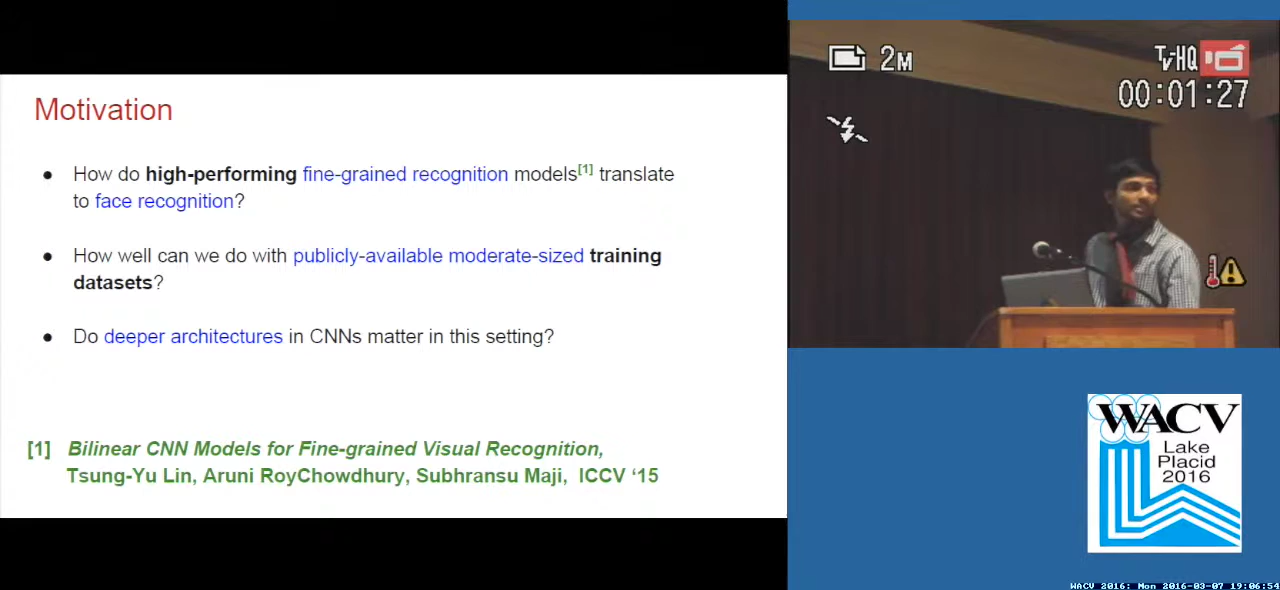 Motivation
● How do high-performing fine-grained recognition models[1] translate
to face recognition?
● How well can we do with publicly-available moderate-sized training
datasets?
● Do deeper architectures in CNNs matter in this setting?
[1] Bilinear CNN Models for Fine-grained Visual Recognition,
Tsung-Yu Lin, Aruni RoyChowdhury, Subhransu Maji, ICCV ‘15
2M
Tv-HQ
00:01:27
WACV
Lake
Placid
2016
WACV 2016: Mon 2016-03-07 19:06:54